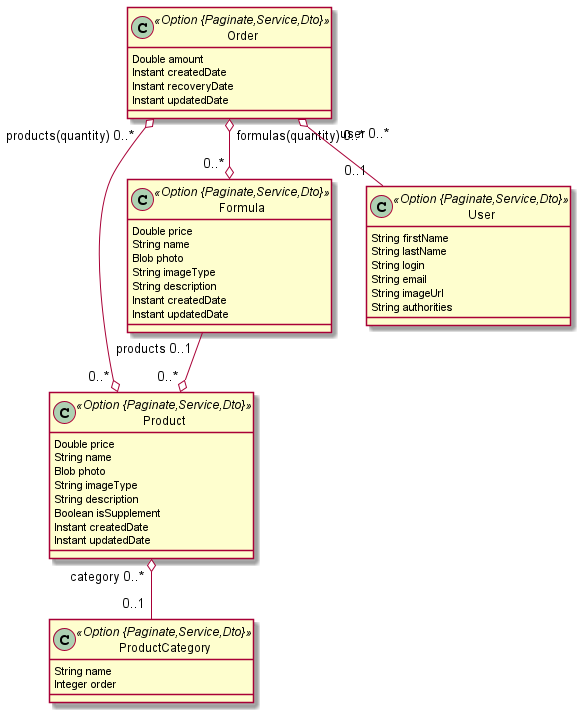 C
«Option {Paginate,Service,Dto}»
Order
Double amount
Instant createdDate
Instant recoveryDate
Instant updatedDate
products(quantity) 0..*
formulas(quantity) 0..*
user 0..*
0..*
0..1
C
«Option {Paginate,Service,Dto}»
Formula
Double price
String name
Blob photo
String imageType
String description
Instant createdDate
Instant updatedDate
C
«Option {Paginate,Service,Dto}»
User
String firstName
String lastName
String login
String email
String imageUrl
String authorities
products 0..1
0..*
0..*
C
«Option {Paginate,Service,Dto}»
Product
Double price
String name
Blob photo
String imageType
String description
Boolean isSupplement
Instant createdDate
Instant updatedDate
category 0..*
0..1
C
«Option {Paginate,Service,Dto}»
ProductCategory
String name
Integer order